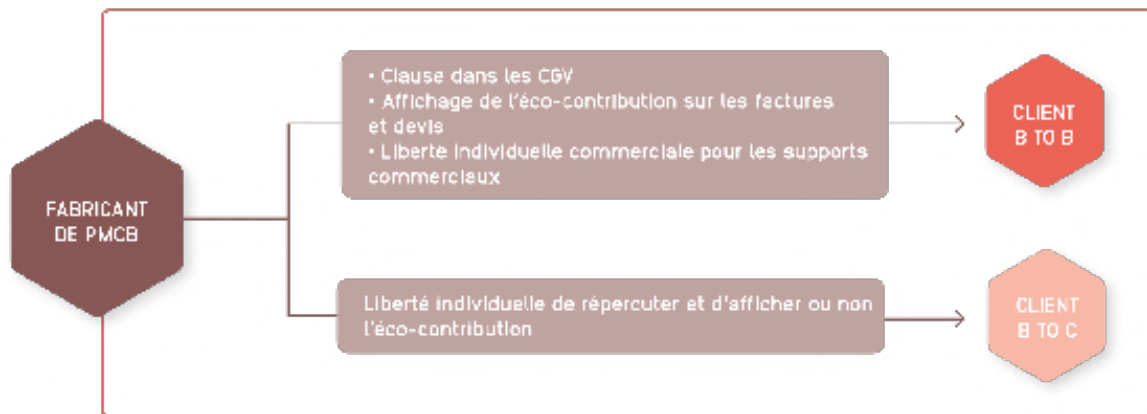 FABRICANT
DE PMCB
• Clause dans les CGV
• Affichage de l'éco-contribution sur les factures
et devis
• Liberté individuelle commerciale pour les supports
commerciaux
CLIENT
B TO B
Liberté individuelle de répercuter et d'afficher ou non
l'éco-contribution
CLIENT
B TO C